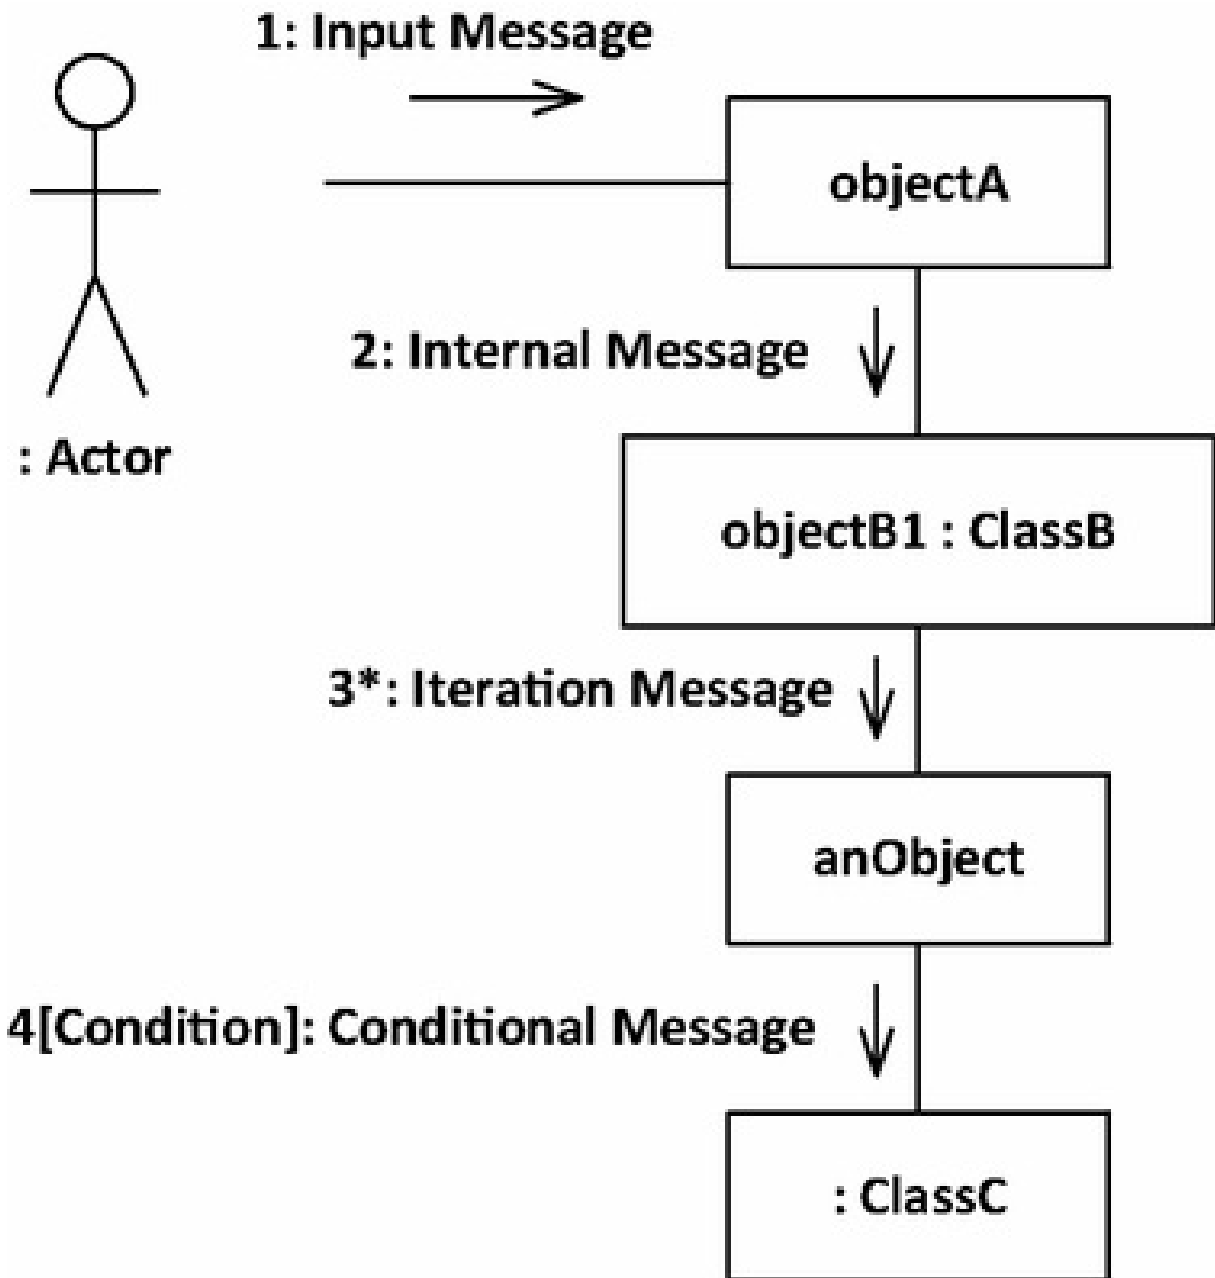 1: Input Message
objectA
2: Internal Message
: Actor
objectB1 : ClassB
3*: Iteration Message
anObject
4[Condition]: Conditional Message
: ClassC